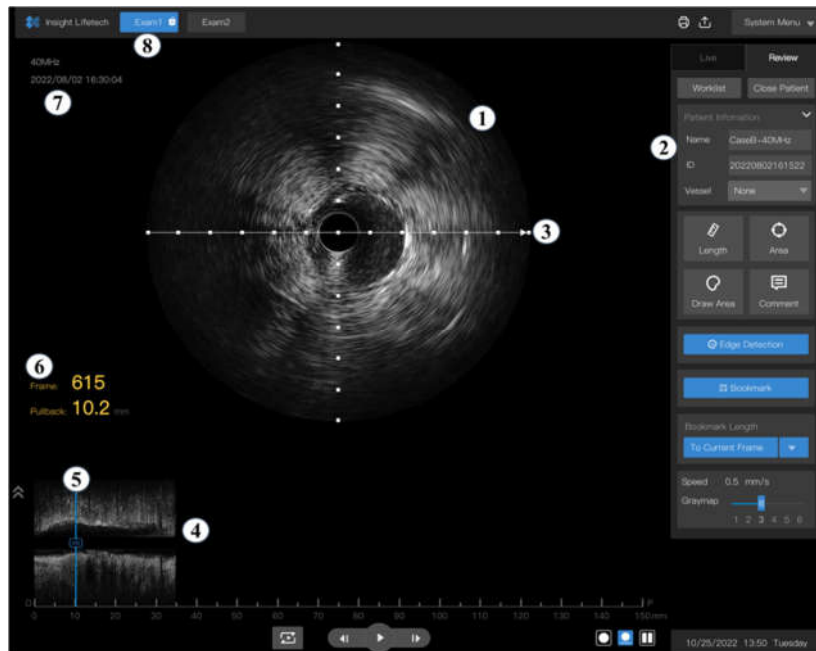 Insight Lifetech Exam1 Exam2 System Menu
8
Live Review
40MHz
2022/08/02 16:30:04
7
Worklist Close Patient
1
Patient Infomation
2
Name CaseB-40MHz
ID 20220802161522
Vessel None
3
Length Area
Draw Area Comment
Edge Detection
6
Frame: 615
Pullback: 10.2 mm
Bookmark
Bookmark Length
To Current Frame
5
Speed 0.5 mm/s
Graymap
1 2 3 4 5 6
4
D P
0 10 20 30 40 50 60 70 80 90 100 110 120 130 140 150mm
10/25/2022 13:50 Tuesday